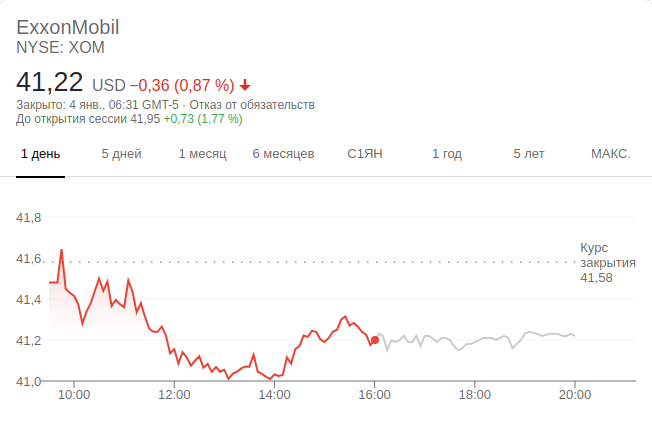 ExxonMobil
NYSE: XOM
41,22 USD −0,36 (0,87 %)
Закрыто: 4 янв., 06:31 GMT-5 · Отказ от обязательств
До открытия сессии 41,95 +0,73 (1,77 %)
1 день 5 дней 1 месяц 6 месяцев С1ЯН 1 год 5 лет МАКС.
41,8
41,6
Курс
закрытия
41,58
41,4
41,2
41,0
10:00 12:00 14:00 16:00 18:00 20:00